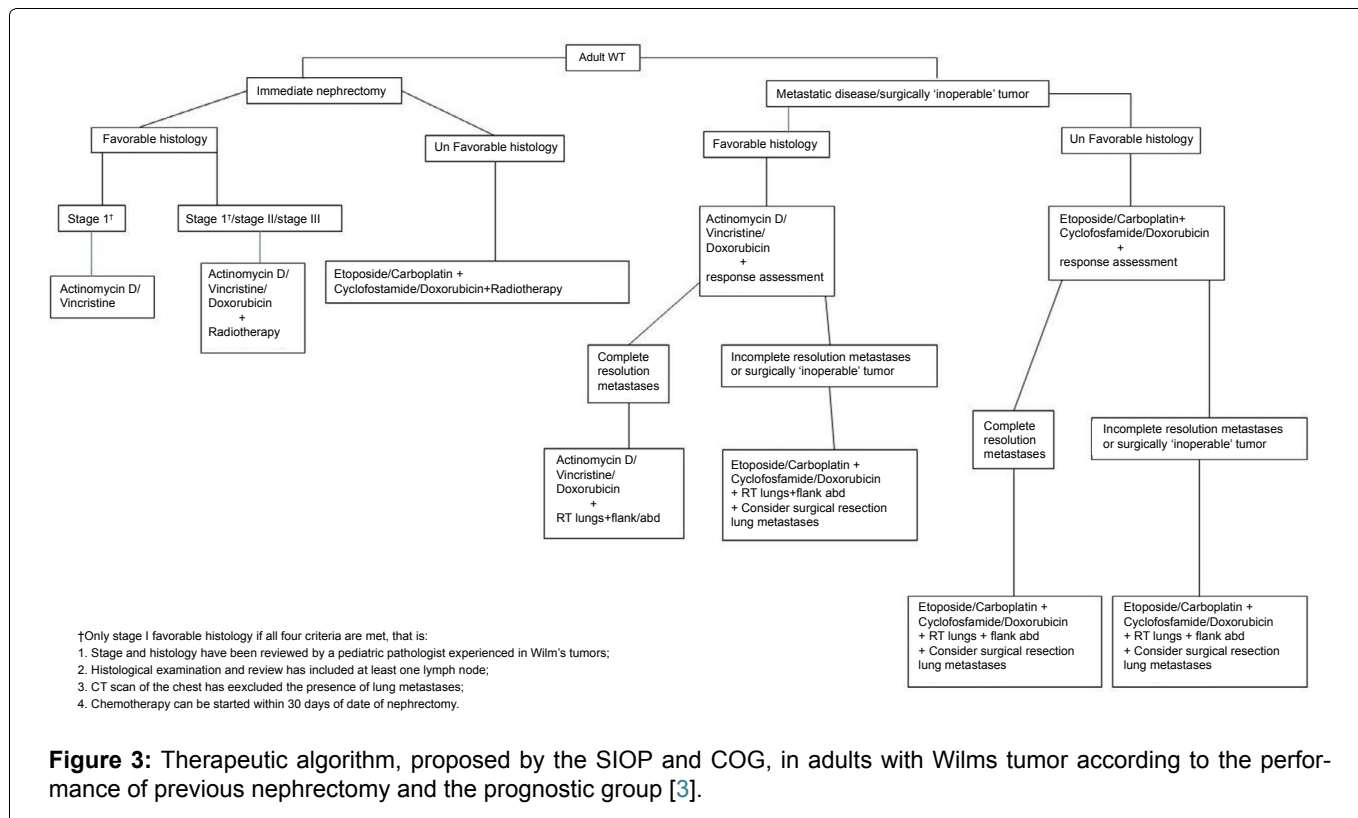 Adult WT
Immediate nephrectomy
Metastatic disease/surgically ‘inoperable’ tumor
Favorable histology
Un Favorable histology
Favorable histology
Un Favorable histology
Stage 1†
Stage 1†/stage II/stage III
Actinomycin D/
Vincristine
Actinomycin D/
Vincristine/
Doxorubicin
+
Radiotherapy
Etoposide/Carboplatin +
Cyclofostamide/Doxorubicin+Radiotherapy
Actinomycin D/
Vincristine/
Doxorubicin
+
response assessment
Etoposide/Carboplatin+
Cyclofosfamide/Doxorubicin
+
response assessment
Complete
resolution
metastases
Incomplete resolution metastases
or surgically ‘inoperable’ tumor
Complete
resolution
metastases
Incomplete resolution metastases
or surgically ‘inoperable’ tumor
Actinomycin D/
Vincristine/
Doxorubicin
+
RT lungs+flank/abd
Etoposide/Carboplatin +
Cyclofosfamide/Doxorubicin
+ RT lungs+flank abd
+ Consider surgical resection
lung metastases
Etoposide/Carboplatin +
Cyclofosfamide/Doxorubicin
+ RT lungs + flank abd
+ Consider surgical resection
lung metastases
Etoposide/Carboplatin +
Cyclofosfamide/Doxorubicin
+ RT lungs + flank abd
+ Consider surgical resection
lung metastases
†Only stage I favorable histology if all four criteria are met, that is:
1. Stage and histology have been reviewed by a pediatric pathologist experienced in Wilm’s tumors;
2. Histological examination and review has included at least one lymph node;
3. CT scan of the chest has eexcluded the presence of lung metastases;
4. Chemotherapy can be started within 30 days of date of nephrectomy.
Figure 3: Therapeutic algorithm, proposed by the SIOP and COG, in adults with Wilms tumor according to the perfor-
mance of previous nephrectomy and the prognostic group [3].